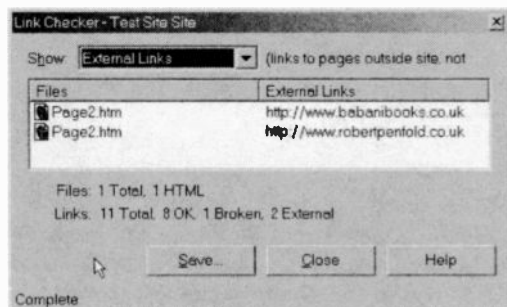 Link Checker - Test Site Site
Show: External Links (links to pages outside site, not
Files External Links
Page2.htm http://www.babanibooks.co.uk
Page2.htm http://www.robertpenfold.co.uk
Files: 1 Total, 1 HTML
Links: 11 Total, 8 OK, 1 Broken, 2 External
Save... Close Help
Complete